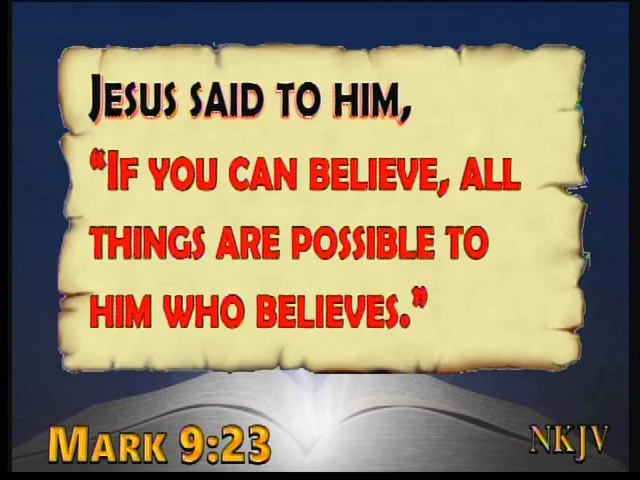 JESUS SAID TO HIM,
“IF YOU CAN BELIEVE, ALL
THINGS ARE POSSIBLE TO
HIM WHO BELIEVES.”
MARK 9:23
NKJV